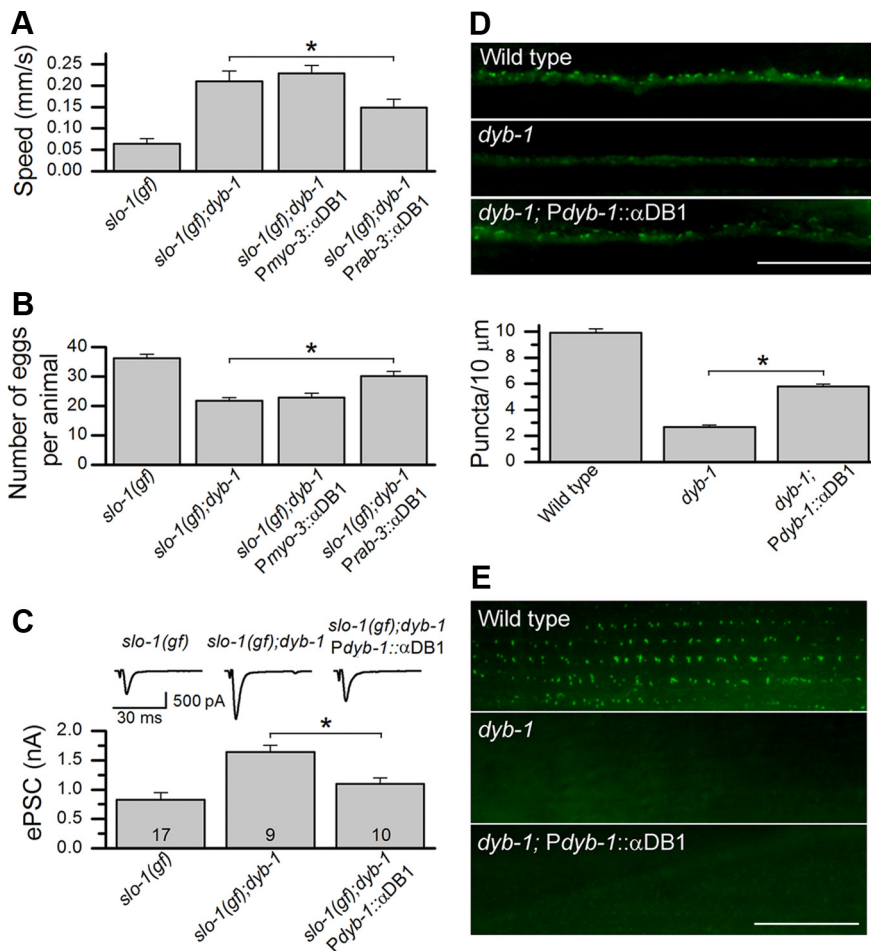 A
Speed (mm/s)
0.25
0.20
0.15
0.10
0.05
0.00
*
slo-1(gf)
slo-1(gf);dyb-1
slo-1(gf);dyb-1
Pmyo-3::αDB1
slo-1(gf);dyb-1
Prab-3::αDB1
B
Number of eggs
per animal
40
30
20
10
0
*
slo-1(gf)
slo-1(gf);dyb-1
slo-1(gf);dyb-1
Pmyo-3::αDB1
slo-1(gf);dyb-1
Prab-3::αDB1
C
slo-1(gf)
slo-1(gf);dyb-1
slo-1(gf);dyb-1
Pdyb-1::αDB1
500 pA
30 ms
ePSC (nA)
2.0
1.5
1.0
0.5
0.0
*
17
9
10
slo-1(gf)
slo-1(gf);dyb-1
slo-1(gf);dyb-1
Pdyb-1::αDB1
D
Wild type
dyb-1
dyb-1; Pdyb-1::αDB1
Puncta/10 μm
10
8
6
4
2
0
*
Wild type
dyb-1
dyb-1;
Pdyb-1::αDB1
E
Wild type
dyb-1
dyb-1; Pdyb-1::αDB1